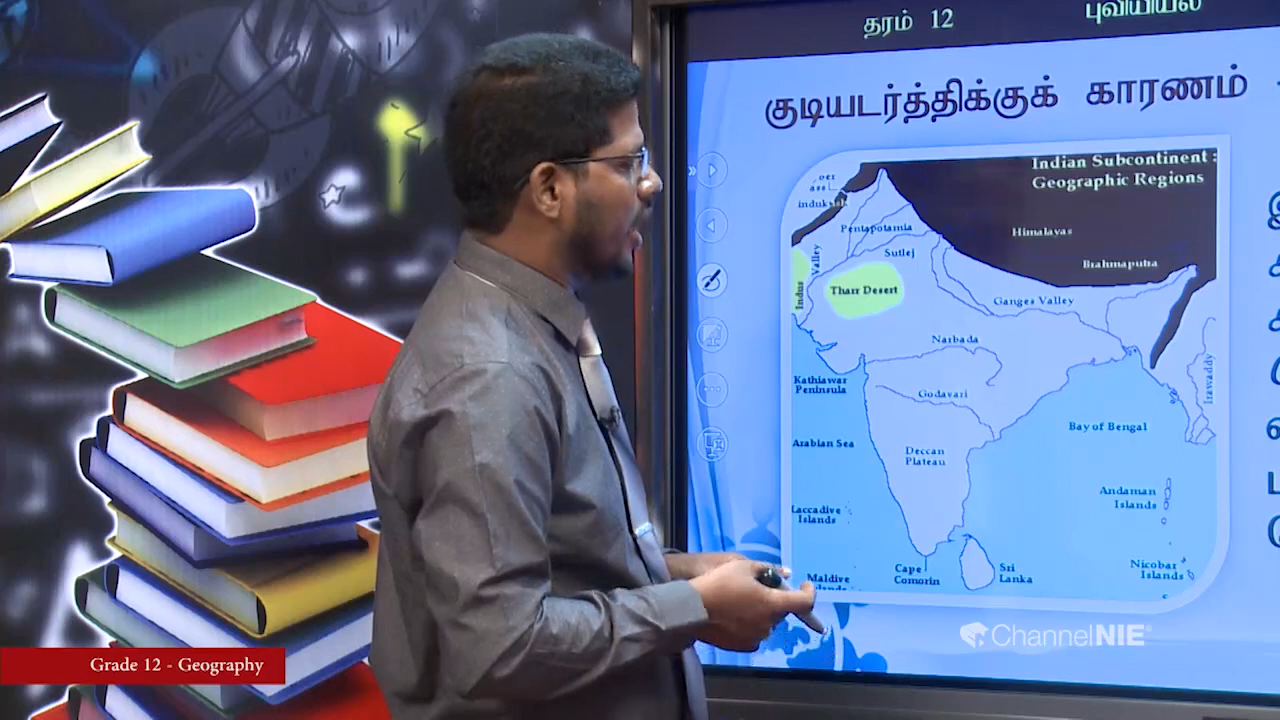 தரம் 12
புவியியல்
குடியடர்த்திக்குக் காரணம்
Indian Subcontinent :
Geographic Regions
Himalayas
Brahmaputra
Pentapotamia
Sutlej
Indus Valley
Tharr Desert
Ganges Valley
Narbada
Irawaddy
Kathiawar
Peninsula
Godavari
Bay of Bengal
Arabian Sea
Deccan
Plateau
Andaman
Islands
Laccadive
Islands
Cape
Comorin
Sri
Lanka
Nicobar
Islands
Maldive
ChannelNIE
Grade 12 - Geography